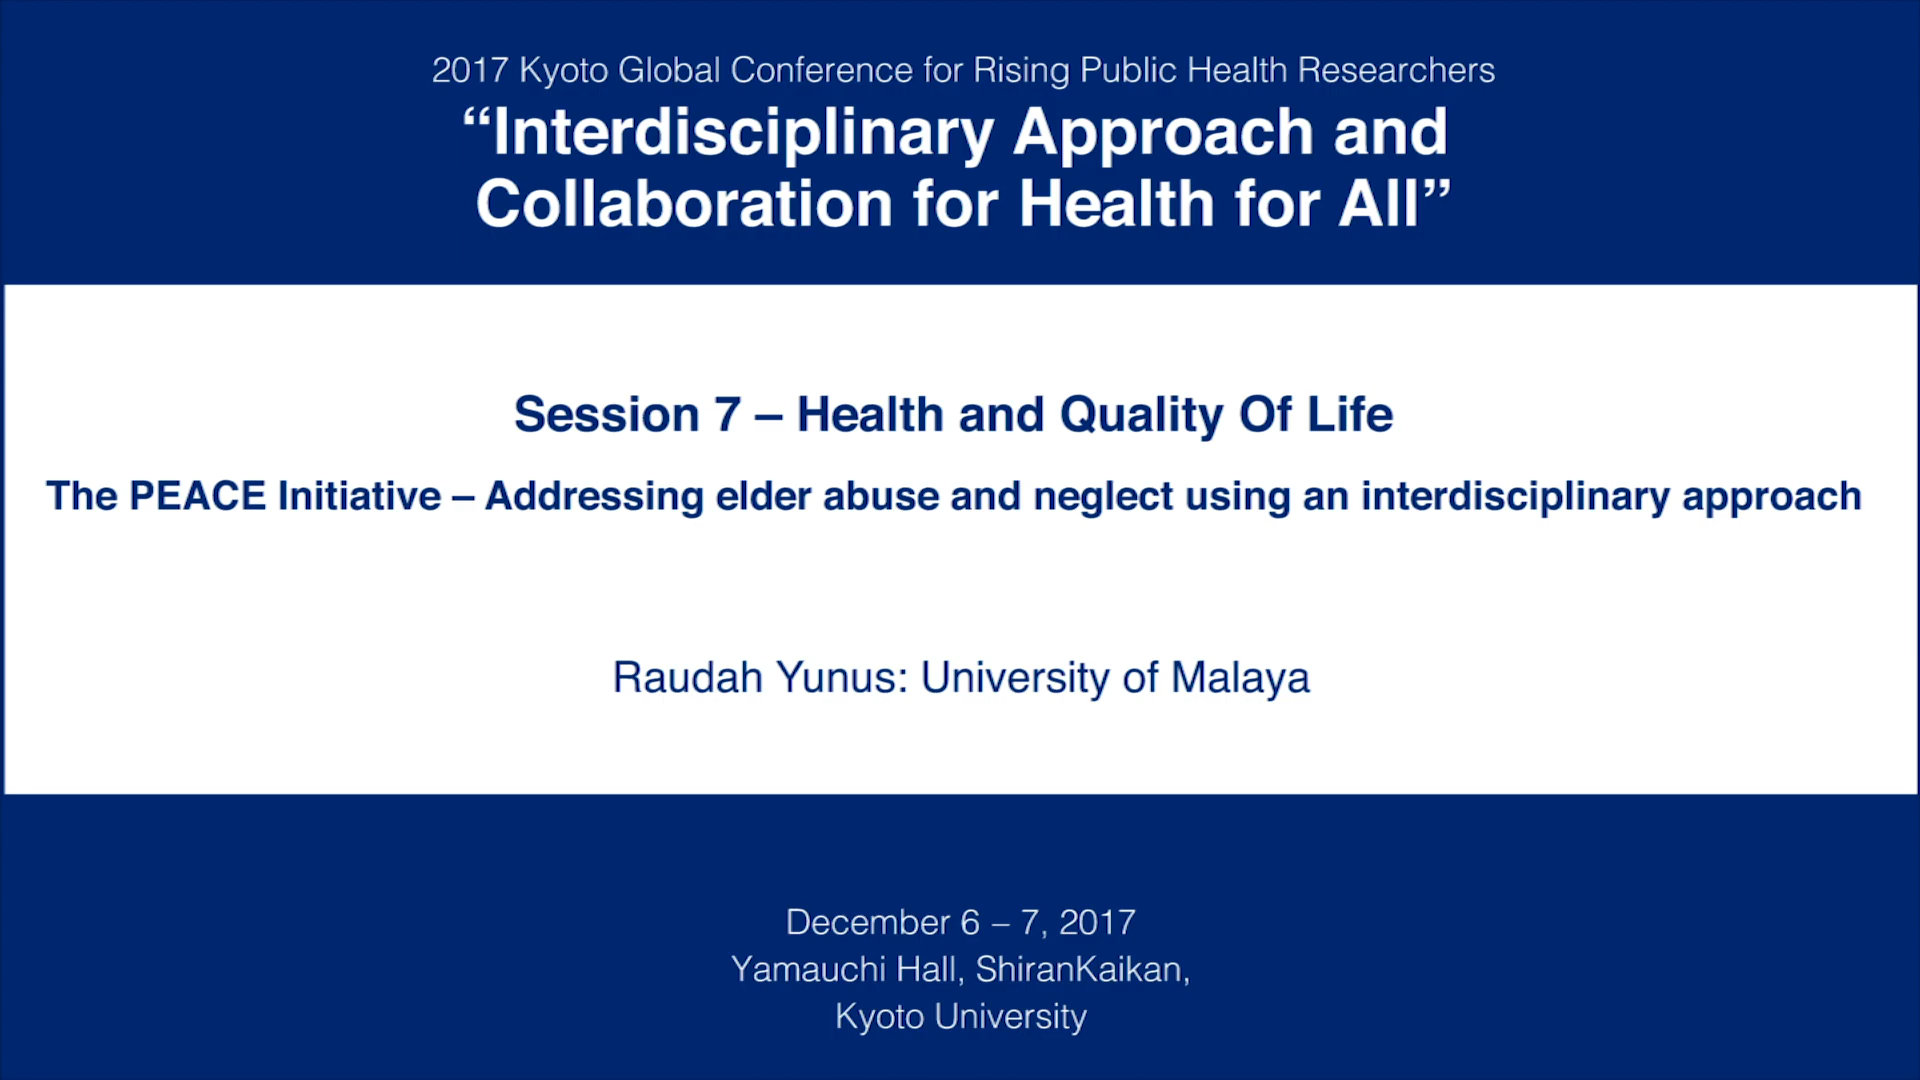 2017 Kyoto Global Conference for Rising Public Health Researchers
“Interdisciplinary Approach and
Collaboration for Health for All”
Session 7 – Health and Quality Of Life
The PEACE Initiative – Addressing elder abuse and neglect using an interdisciplinary approach
Raudah Yunus: University of Malaya
December 6 – 7, 2017
Yamauchi Hall, ShiranKaikan,
Kyoto University